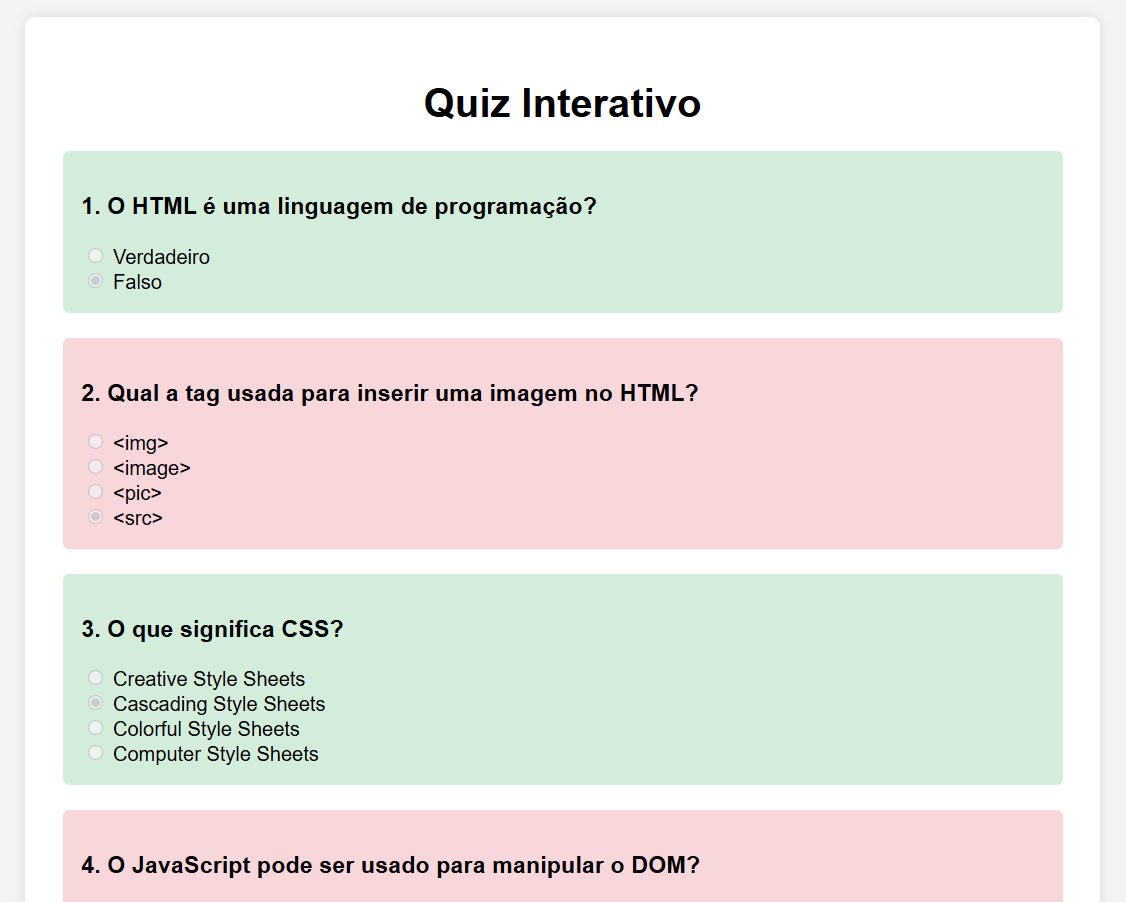 Quiz Interativo
1. O HTML é uma linguagem de programação?
Verdadeiro
Falso
2. Qual a tag usada para inserir uma imagem no HTML?
<img>
<image>
<pic>
<src>
3. O que significa CSS?
Creative Style Sheets
Cascading Style Sheets
Colorful Style Sheets
Computer Style Sheets
4. O JavaScript pode ser usado para manipular o DOM?